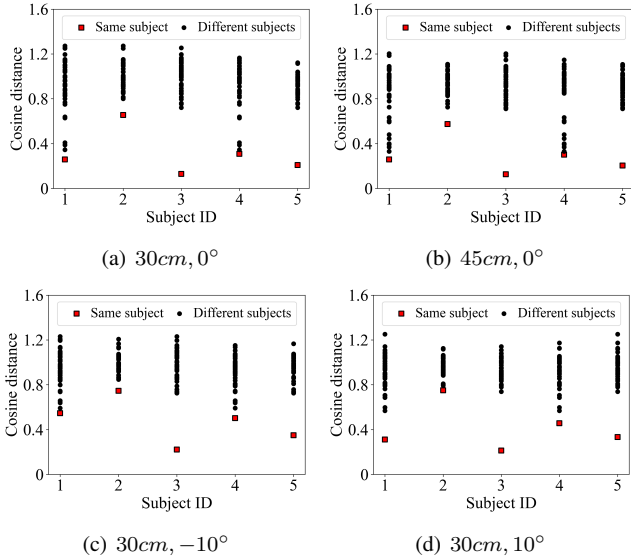 1.6
Same subject
Different subjects
1.2
0.8
0.4
0
Cosine distance
1 2 3 4 5
Subject ID
(a) 30cm, 0°
1.6
Same subject
Different subjects
1.2
0.8
0.4
0
Cosine distance
1 2 3 4 5
Subject ID
(b) 45cm, 0°
1.6
Same subject
Different subjects
1.2
0.8
0.4
0
Cosine distance
1 2 3 4 5
Subject ID
(c) 30cm, −10°
1.6
Same subject
Different subjects
1.2
0.8
0.4
0
Cosine distance
1 2 3 4 5
Subject ID
(d) 30cm, 10°